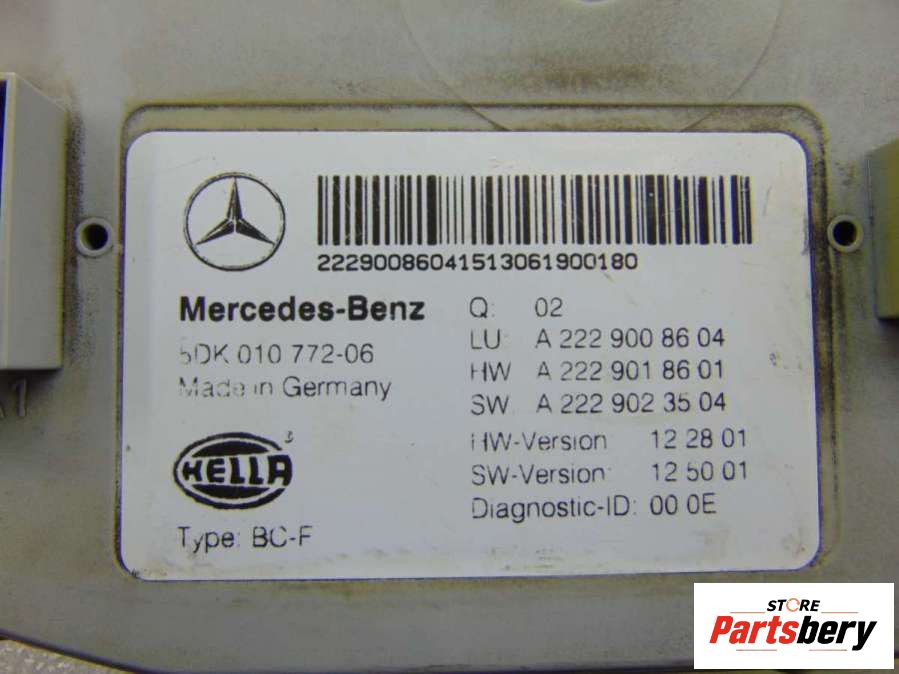 22290086041513061900180
Mercedes-Benz
5DK 010 772-06
Made in Germany
HELLA
Type: BC-F
Q: 02
LU: A 222 900 86 04
HW A 222 901 86 01
SW. A 222 902 35 04
HW-Version 12 28 01
SW-Version: 12 50 01
Diagnostic-ID: 00 0E
STORE
Partsbery